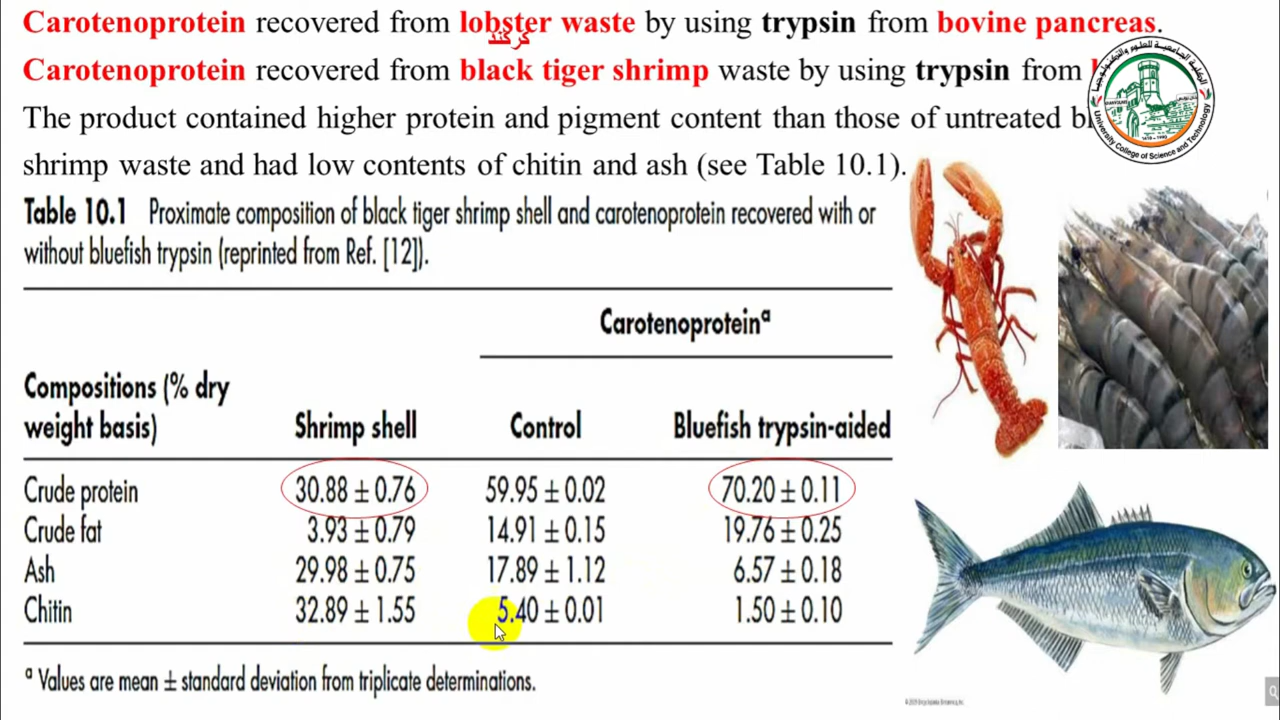 Carotenoprotein recovered from lobster waste by using trypsin from bovine pancreas.
كركند
Carotenoprotein recovered from black tiger shrimp waste by using trypsin from
The product contained higher protein and pigment content than those of untreated
shrimp waste and had low contents of chitin and ash (see Table 10.1).
University College of Science and Technology
Table 10.1 Proximate composition of black tiger shrimp shell and carotenoprotein recovered with or
without bluefish trypsin (reprinted from Ref. [12]).
Carotenoproteinª
Compositions (% dry
weight basis) Shrimp shell Control Bluefish trypsin-aided
Crude protein 30.88 ± 0.76 59.95 ± 0.02 70.20 ± 0.11
Crude fat 3.93 ± 0.79 14.91 ± 0.15 19.76 ± 0.25
Ash 29.98 ± 0.75 17.89 ± 1.12 6.57 ± 0.18
Chitin 32.89 ± 1.55 5.40 ± 0.01 1.50 ± 0.10
ª Values are mean ± standard deviation from triplicate determinations.